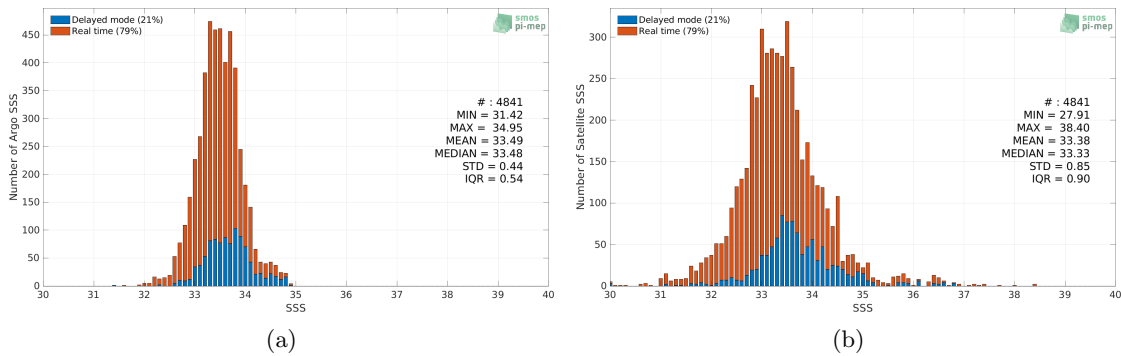 Delayed mode (21%)
Real time (79%)
smos
pi-mep
Number of Argo SSS
450
400
350
300
250
200
150
100
50
0
# : 4841
MIN = 31.42
MAX = 34.95
MEAN = 33.49
MEDIAN = 33.48
STD = 0.44
IQR = 0.54
30 31 32 33 34 35 36 37 38 39 40
SSS
(a)
Delayed mode (21%)
Real time (79%)
smos
pi-mep
Number of Satellite SSS
300
250
200
150
100
50
0
# : 4841
MIN = 27.91
MAX = 38.40
MEAN = 33.38
MEDIAN = 33.33
STD = 0.85
IQR = 0.90
30 31 32 33 34 35 36 37 38 39 40
SSS
(b)